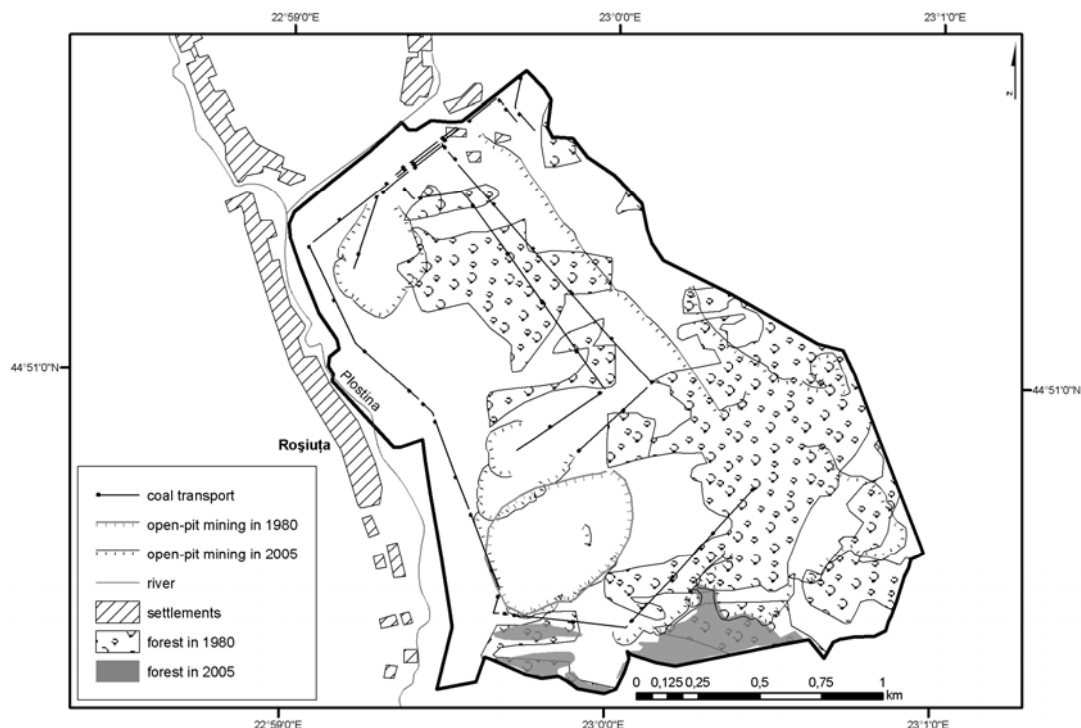 22°59'0"E 23°0'0"E 23°1'0"E
z
44°51'0"N
44°51'0"N
Plostina
Roşiuţa
coal transport
open-pit mining in 1980
open-pit mining in 2005
river
settlements
forest in 1980
forest in 2005
0 0,125 0,25 0,5 0,75 1
km
22°59'0"E 23°0'0"E 23°1'0"E